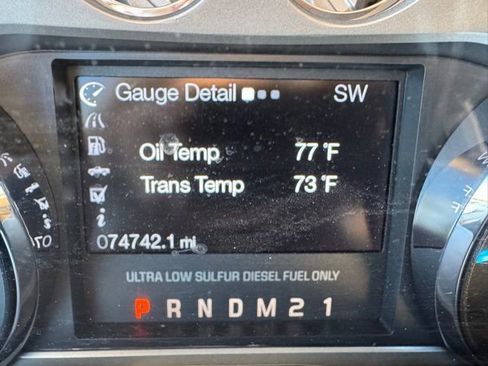 Gauge Detail SW
Oil Temp 77 °F
Trans Temp 73 °F
i
074742.1 mi
ULTRA LOW SULFUR DIESEL FUEL ONLY
P R N D M 2 1